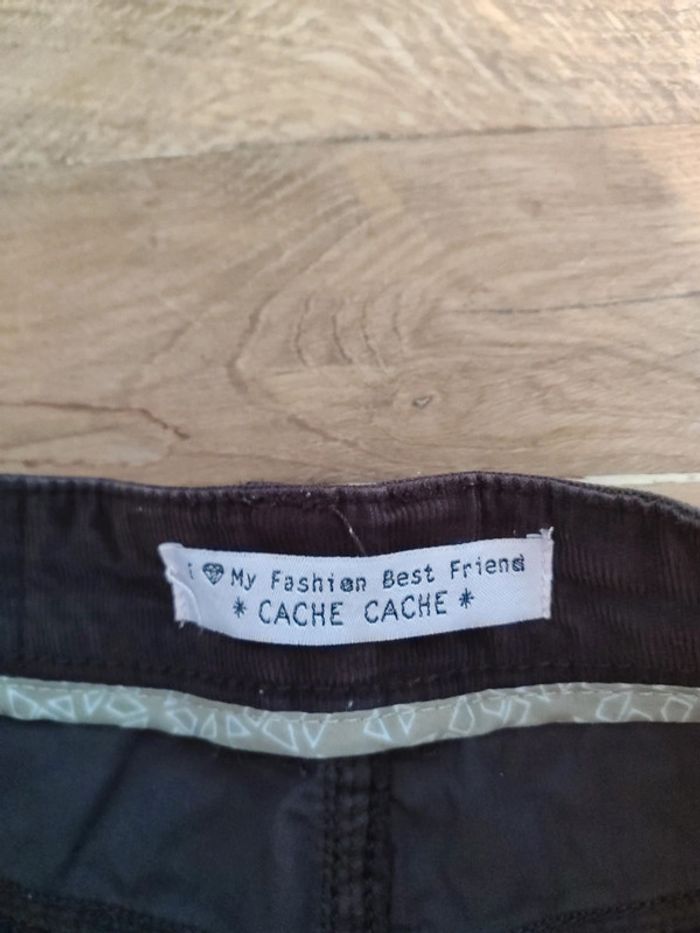 I 💎 My Fashion Best Friend
* CACHE CACHE *